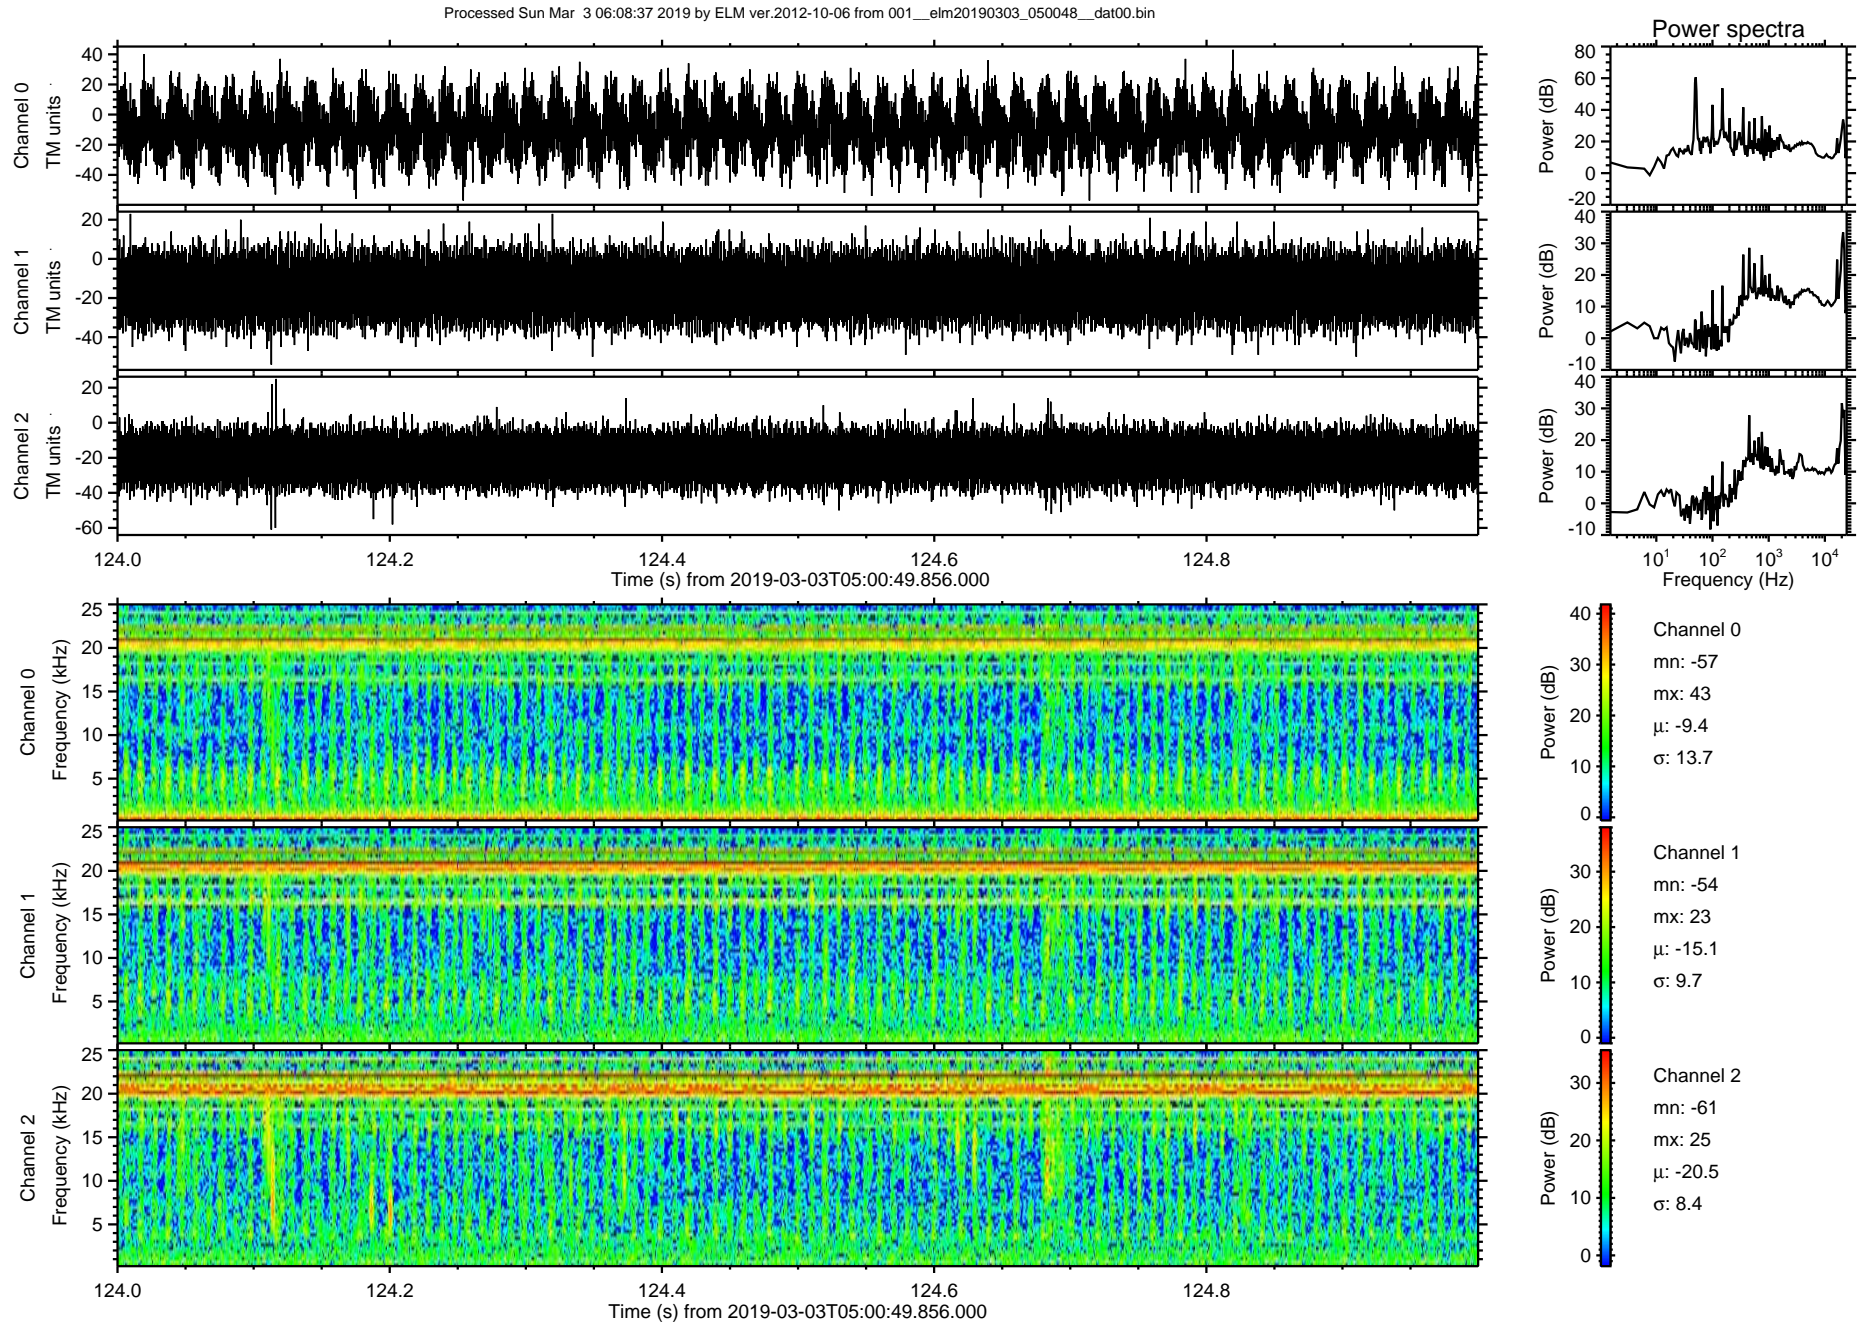 Processed Sun Mar  3 06:08:37 2019 by ELM ver.2012-10-06 from 001__elm20190303_050048__dat00.bin
Power spectra
Channel 0
TM units
40
20
0
-20
-40
Power (dB)
80
60
40
20
0
-20
Channel 1
TM units
20
0
-20
-40
Power (dB)
40
30
20
10
0
-10
Channel 2
TM units
20
0
-20
-40
-60
Power (dB)
40
30
20
10
0
-10
124.0 124.2 124.4 124.6 124.8
Time (s) from 2019-03-03T05:00:49.856.000
10¹ 10² 10³ 10⁴
Frequency (Hz)
Channel 0
Frequency (kHz)
25
20
15
10
5
Power (dB)
40
30
20
10
0
Channel 0
mn: -57
mx: 43
µ: -9.4
σ: 13.7
Channel 1
Frequency (kHz)
25
20
15
10
5
Power (dB)
30
20
10
0
Channel 1
mn: -54
mx: 23
µ: -15.1
σ: 9.7
Channel 2
Frequency (kHz)
25
20
15
10
5
Power (dB)
30
20
10
0
Channel 2
mn: -61
mx: 25
µ: -20.5
σ: 8.4
124.0 124.2 124.4 124.6 124.8
Time (s) from 2019-03-03T05:00:49.856.000